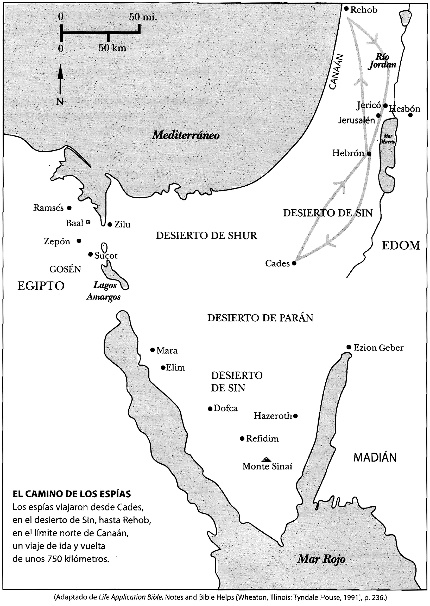 0 50 mi.
0 50 km
N
Rehob
CANAÁN
Río
Jordan
Mediterráneo
Jericó
Hesbón
Jerusalén
Mar
Muerto
Hebrón
Ramsés
Baal
Zilu
DESIERTO DE SHUR
DESIERTO DE SIN
Zepón
Sucot
EDOM
GOSÉN
Cades
EGIPTO
Lagos
Amargos
DESIERTO DE PARÁN
Mara
Ezion Geber
Elim
DESIERTO
DE SIN
Dofca
Hazeroth
Refidim
MADIÁN
Monte Sinaí
EL CAMINO DE LOS ESPÍAS
Los espías viajaron desde Cades,
en el desierto de Sin, hasta Rehob,
en el límite norte de Canaán,
un viaje de ida y vuelta
de unos 750 kilómetros.
Mar Rojo
(Adaptado de Life Application Bible, Notes and Bible Helps (Wheaton, Illinois: Tyndale House, 1991), p. 236.)